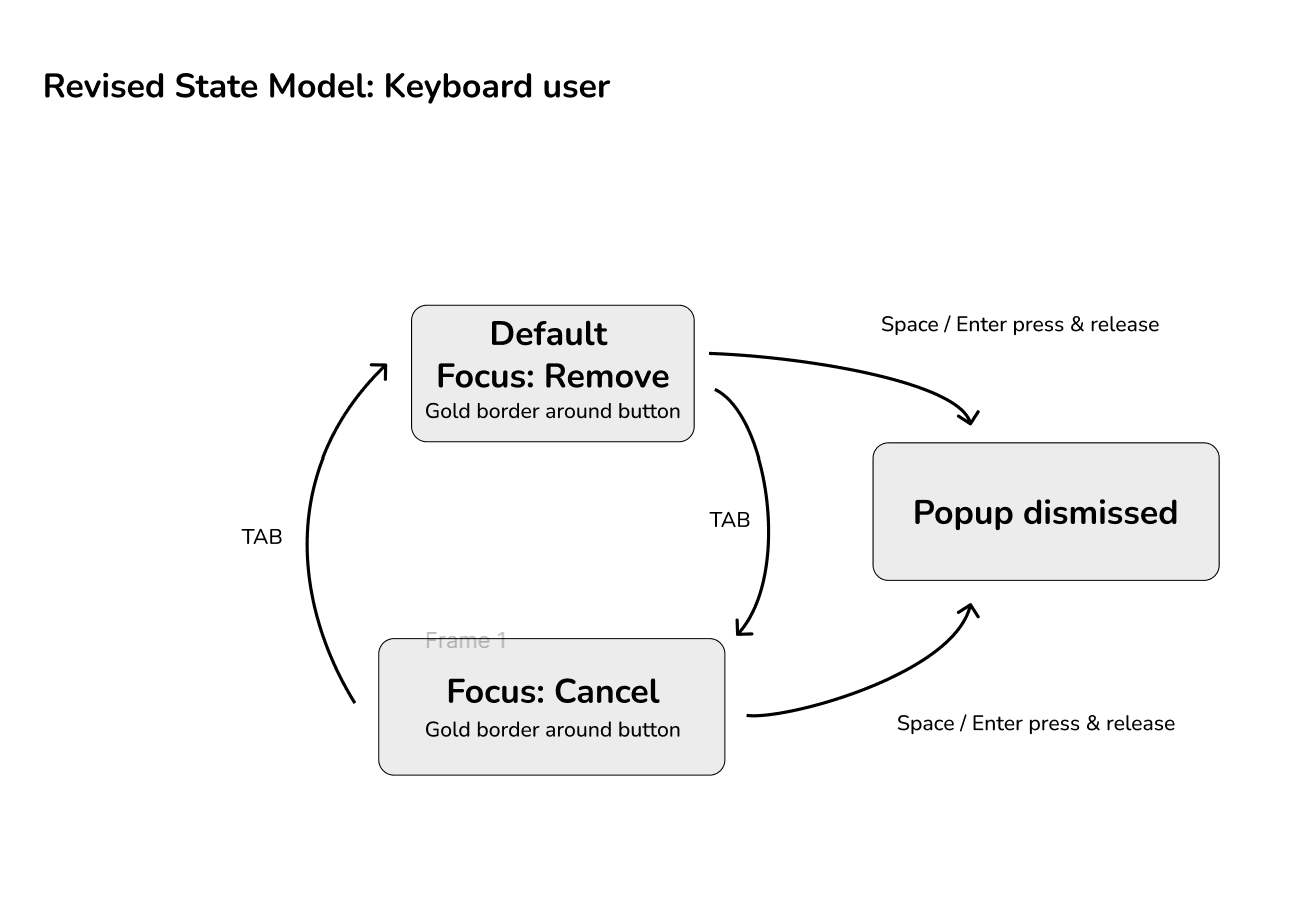 Revised State Model: Keyboard user
Default
Focus: Remove
Gold border around button
Space / Enter press & release
Popup dismissed
TAB
TAB
Frame 1
Focus: Cancel
Gold border around button
Space / Enter press & release